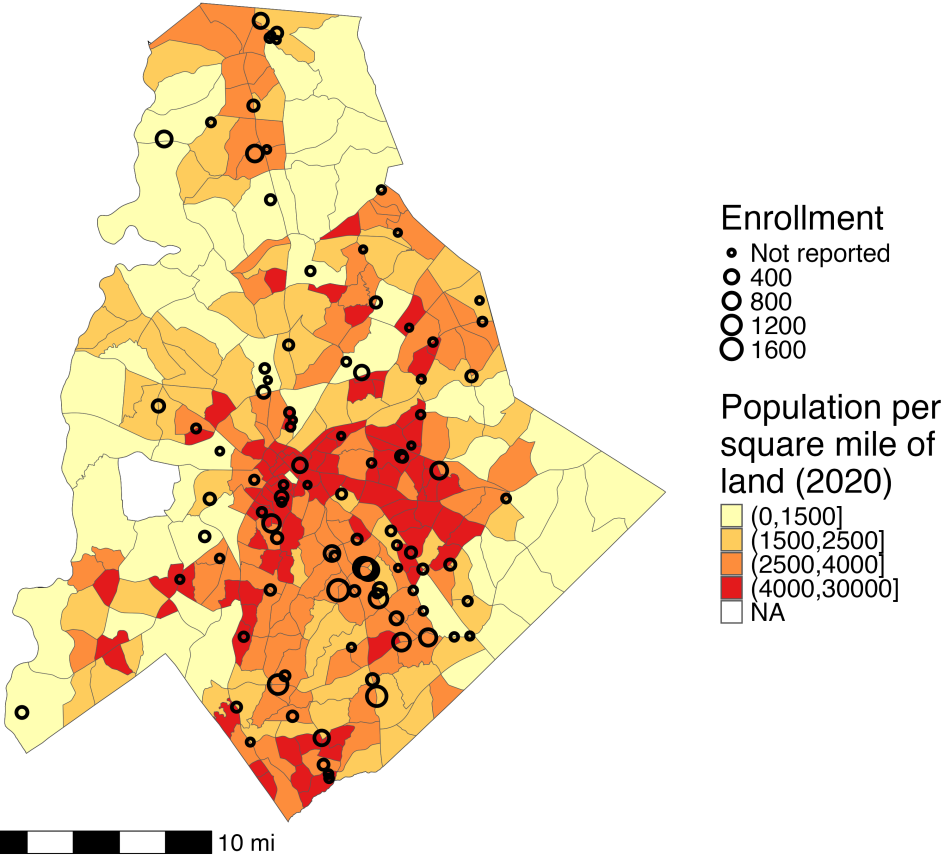 Enrollment
Not reported
400
800
1200
1600
Population per
square mile of
land (2020)
(0,1500]
(1500,2500]
(2500,4000]
(4000,30000]
NA
10 mi